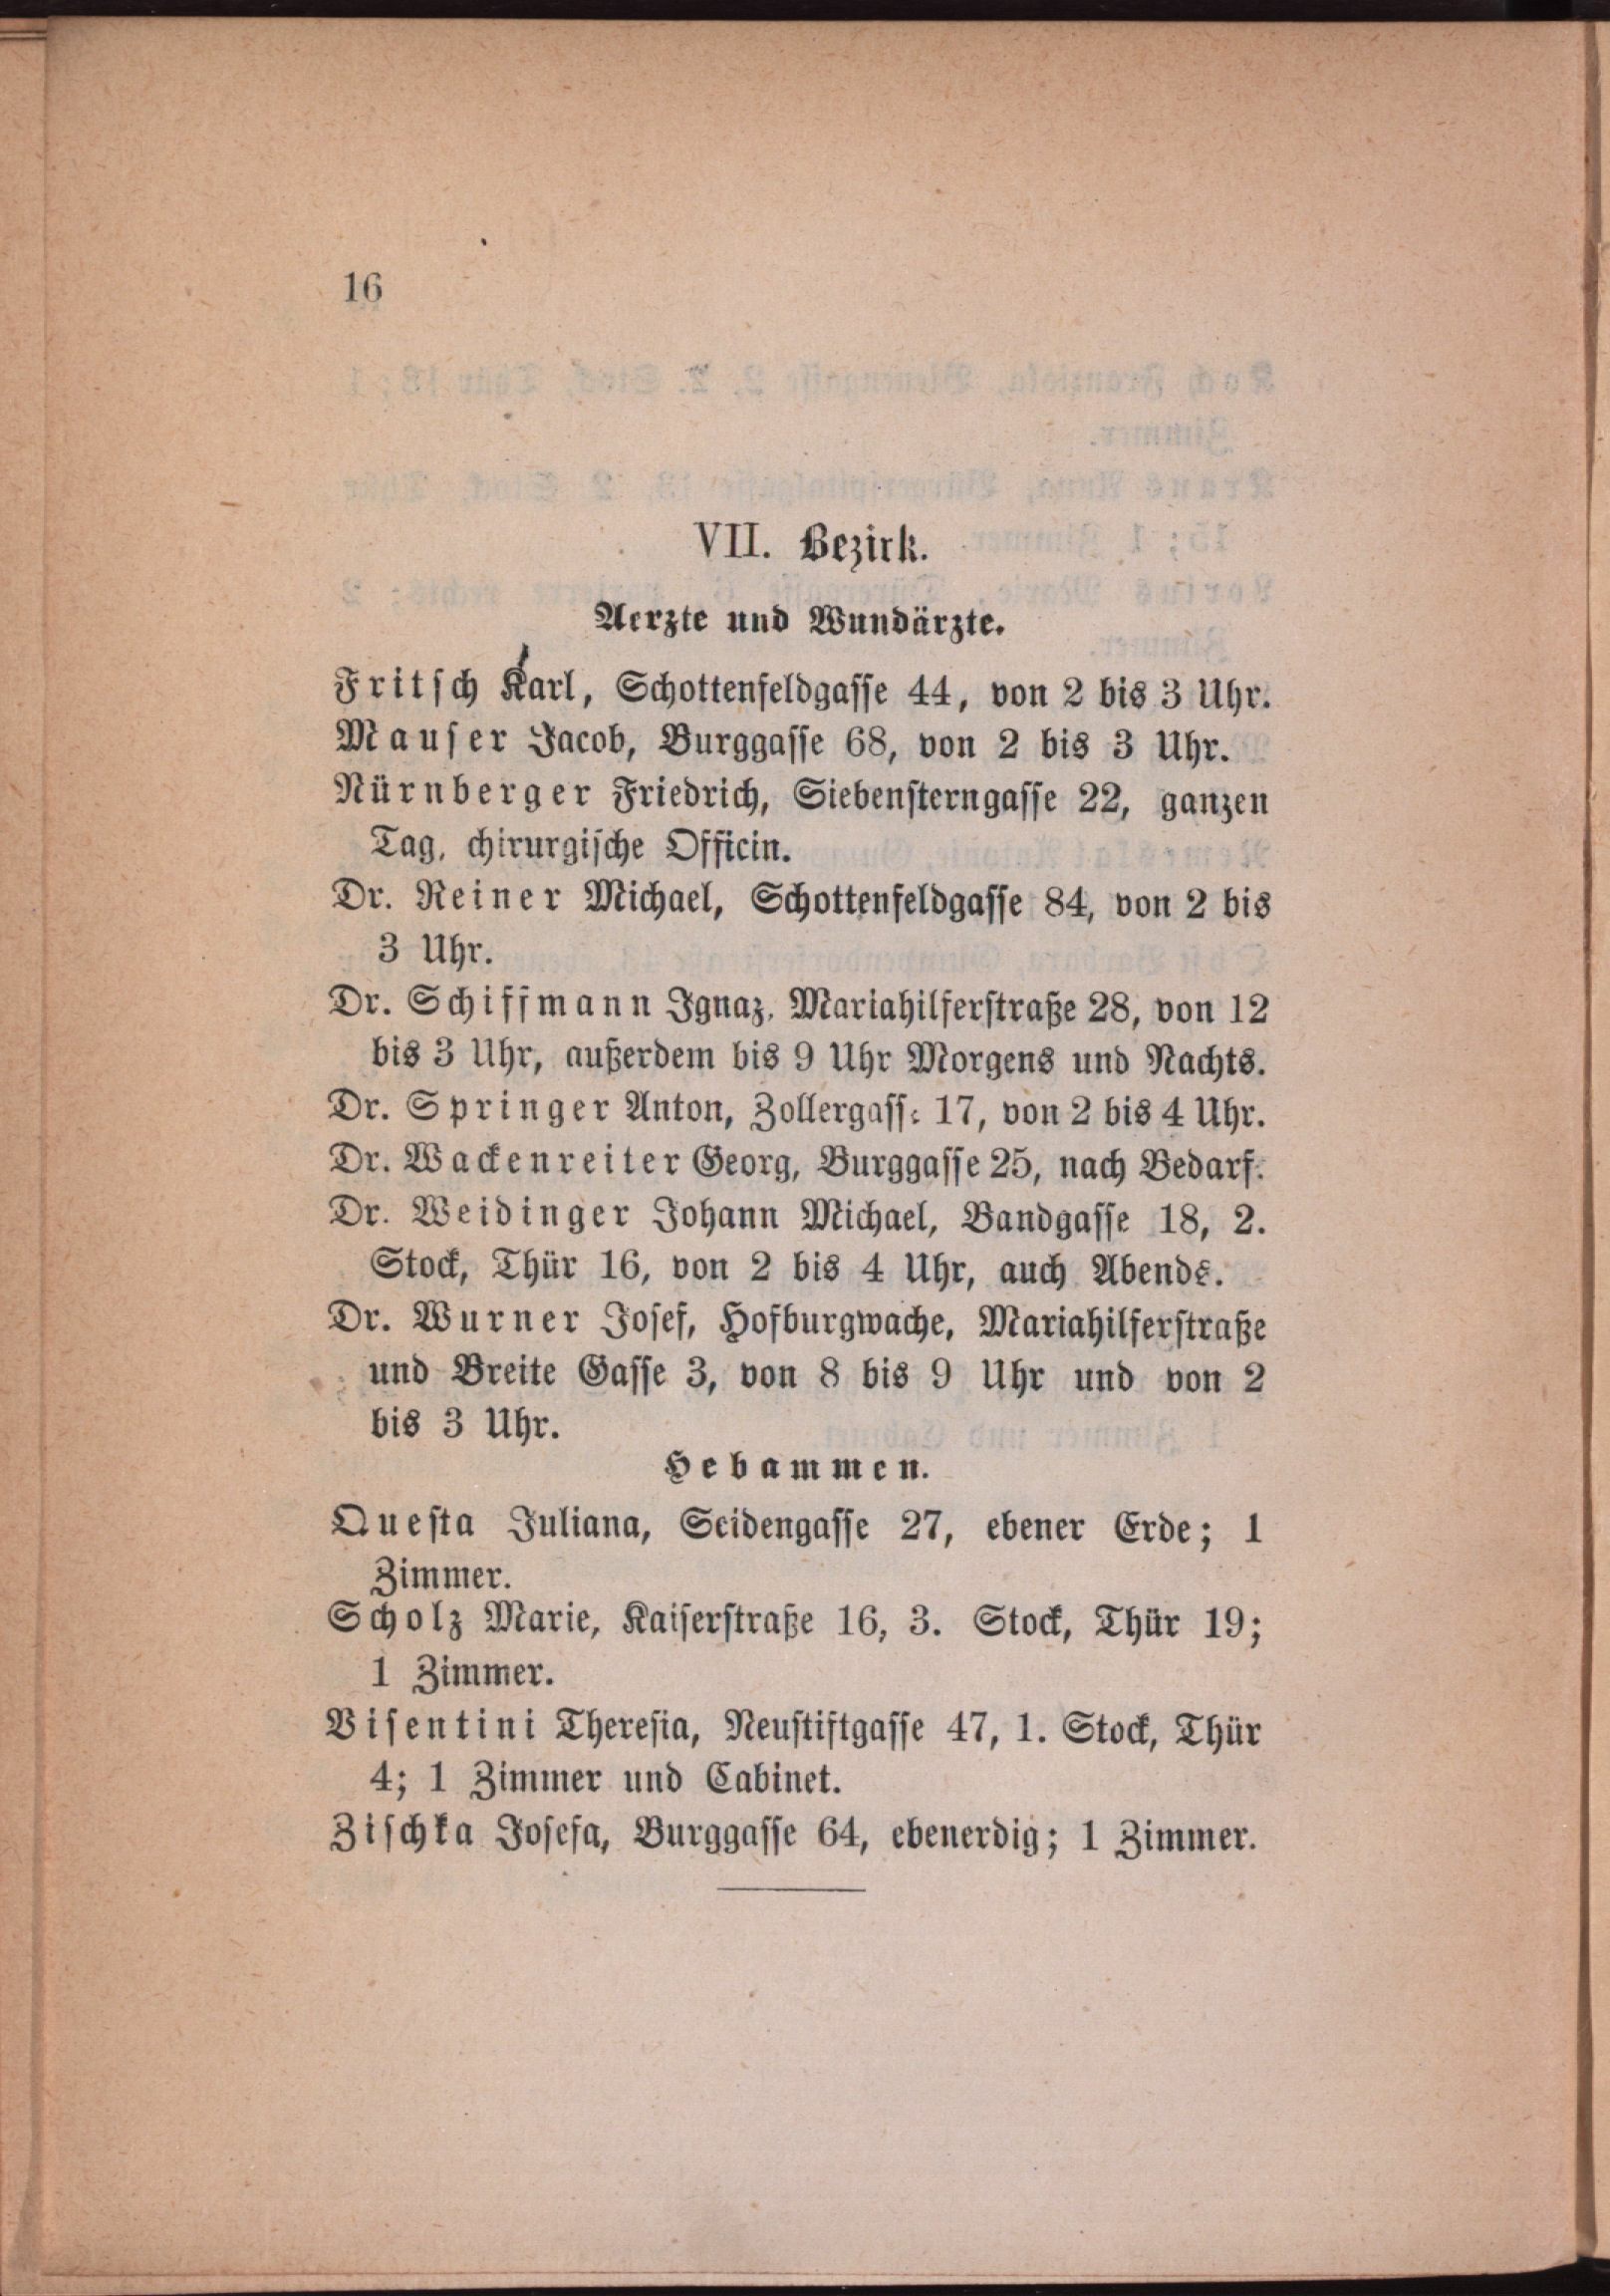 16
VII. Bezirk.
Aerzte und Wundärzte.
Fritsch Karl, Schottenfeldgasse 44, von 2 bis 3 Uhr.
Mauser Jacob, Burggasse 68, von 2 bis 3 Uhr.
Nürnberger Friedrich, Siebensterngasse 22, ganzen
Tag, chirurgische Officin.
Dr. Reiner Michael, Schottenfeldgasse 84, von 2 bis
3 Uhr.
Dr. Schiffmann Ignaz, Mariahilferstraße 28, von 12
bis 3 Uhr, außerdem bis 9 Uhr Morgens und Nachts.
Dr. Springer Anton, Zollergasse 17, von 2 bis 4 Uhr.
Dr. Wackenreiter Georg, Burggasse 25, nach Bedarf.
Dr. Weidinger Johann Michael, Bandgasse 18, 2.
Stock, Thür 16, von 2 bis 4 Uhr, auch Abends.
Dr. Wurner Josef, Hofburgwache, Mariahilferstraße
und Breite Gasse 3, von 8 bis 9 Uhr und von 2
bis 3 Uhr.
Hebammen.
Questa Juliana, Seidengasse 27, ebener Erde; 1
Zimmer.
Scholz Marie, Kaiserstraße 16, 3. Stock, Thür 19;
1 Zimmer.
Visentini Theresia, Neustiftgasse 47, 1. Stock, Thür
4; 1 Zimmer und Cabinet.
Zischka Josefa, Burggasse 64, ebenerdig; 1 Zimmer.